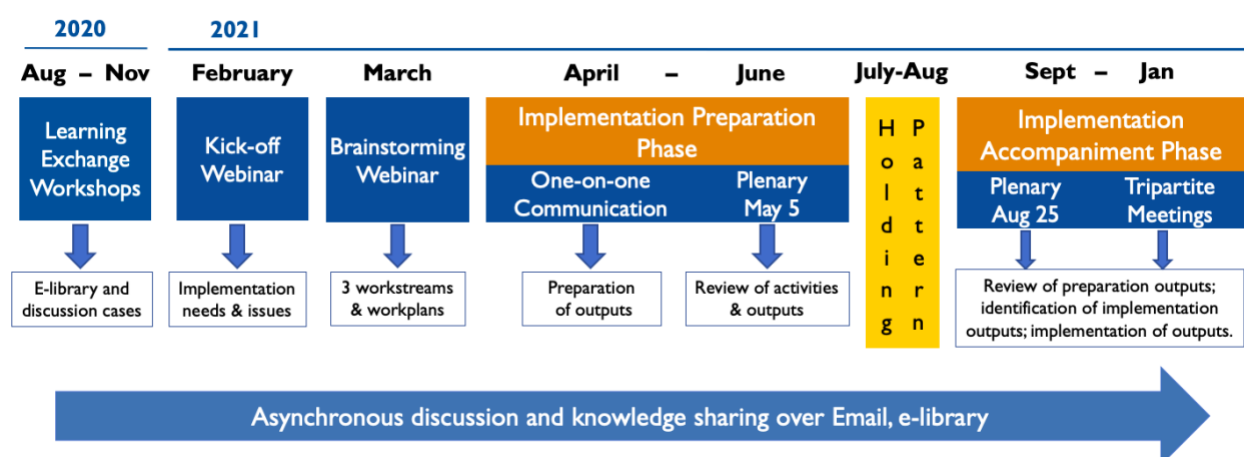 2020
2021
Aug – Nov
February
March
April – June
July-Aug
Sept – Jan
Learning
Exchange
Workshops
Kick-off
Webinar
Brainstorming
Webinar
Implementation Preparation
Phase
One-on-one
Communication
Plenary
May 5
Holding
Patttern
Implementation
Accompaniment Phase
Plenary
Aug 25
Tripartite
Meetings
E-library and
discussion cases
Implementation
needs & issues
3 workstreams
& workplans
Preparation
of outputs
Review of activities
& outputs
Review of preparation outputs;
identification of implementation
outputs; implementation of outputs.
Asynchronous discussion and knowledge sharing over Email, e-library